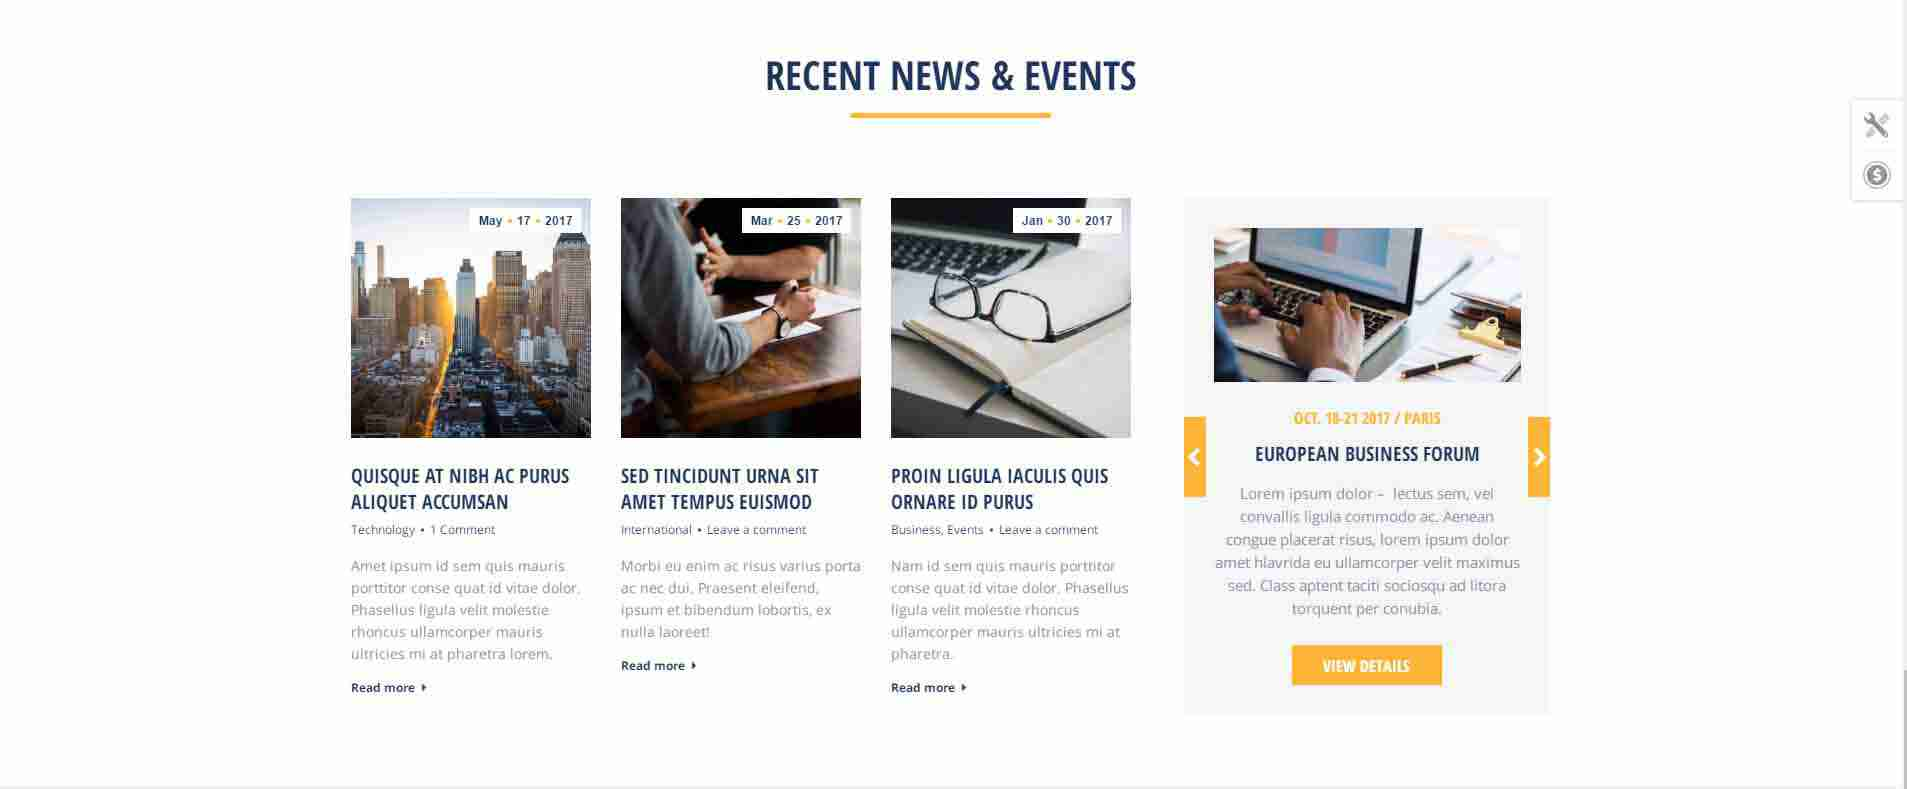 RECENT NEWS & EVENTS
May • 17 • 2017
QUISQUE AT NIBH AC PURUS
ALIQUET ACCUMSAN
Technology • 1 Comment
Amet ipsum id sem quis mauris
porttitor conse quat id vitae dolor.
Phasellus ligula velit molestie
rhoncus ullamcorper mauris
ultricies mi at pharetra lorem.
Read more
Mar • 25 • 2017
SED TINCIDUNT URNA SIT
AMET TEMPUS EUISMOD
International • Leave a comment
Morbi eu enim ac risus varius porta
ac nec dui. Praesent eleifend,
ipsum et bibendum lobortis, ex
nulla laoreet!
Read more
Jan • 30 • 2017
PROIN LIGULA IACULIS QUIS
ORNARE ID PURUS
Business, Events • Leave a comment
Nam id sem quis mauris porttitor
conse quat id vitae dolor. Phasellus
ligula velit molestie rhoncus
ullamcorper mauris ultricies mi at
pharetra.
Read more
OCT. 18-21 2017 / PARIS
EUROPEAN BUSINESS FORUM
Lorem ipsum dolor – lectus sem, vel
convallis ligula commodo ac. Aenean
congue placerat risus, lorem ipsum dolor
amet hlavrida eu ullamcorper velit maximus
sed. Class aptent taciti sociosqu ad litora
torquent per conubia.
VIEW DETAILS